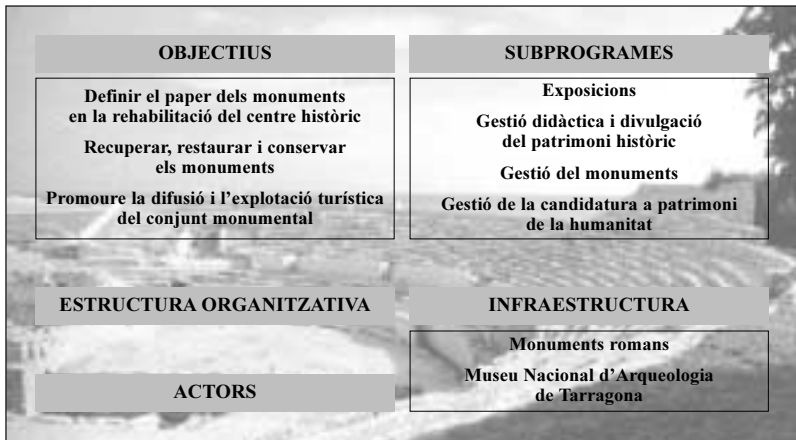 OBJECTIUS
Definir el paper dels monuments
en la rehabilitació del centre històric
Recuperar, restaurar i conservar
els monuments
Promoure la difusió i l'explotació turística
del conjunt monumental
SUBPROGRAMES
Exposicions
Gestió didàctica i divulgació
del patrimoni històric
Gestió del monuments
Gestió de la candidatura a patrimoni
de la humanitat
ESTRUCTURA ORGANITZATIVA
ACTORS
INFRAESTRUCTURA
Monuments romans
Museu Nacional d'Arqueologia
de Tarragona